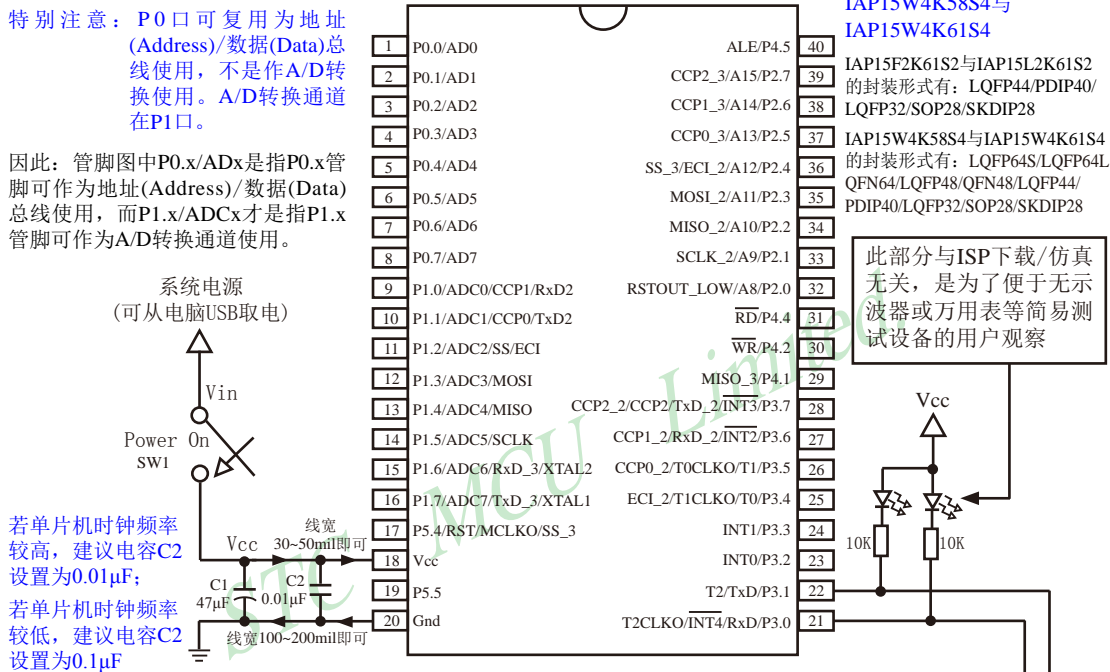 特别注意：P0口可复用为地址
(Address)/数据(Data)总
线使用，不是作A/D转
换使用。A/D转换通道
在P1口。
因此：管脚图中P0.x/ADx是指P0.x管
脚可作为地址(Address)/数据(Data)
总线使用，而P1.x/ADCx才是指P1.x
管脚可作为A/D转换通道使用。
系统电源
(可从电脑USB取电)
Vin
Power On
SW1
若单片机时钟频率
较高，建议电容C2
设置为0.01μF；
若单片机时钟频率
较低，建议电容C2
设置为0.1μF
Vcc
线宽
30~50mil即可
C1
47μF
C2
0.01μF
线宽100~200mil即可
1 P0.0/AD0
2 P0.1/AD1
3 P0.2/AD2
4 P0.3/AD3
5 P0.4/AD4
6 P0.5/AD5
7 P0.6/AD6
8 P0.7/AD7
9 P1.0/ADC0/CCP1/RxD2
10 P1.1/ADC1/CCP0/TxD2
11 P1.2/ADC2/SS/ECI
12 P1.3/ADC3/MOSI
13 P1.4/ADC4/MISO
14 P1.5/ADC5/SCLK
15 P1.6/ADC6/RxD_3/XTAL2
16 P1.7/ADC7/TxD_3/XTAL1
17 P5.4/RST/MCLKO/SS_3
18 Vcc
19 P5.5
20 Gnd
ALE/P4.5 40
CCP2_3/A15/P2.7 39
CCP1_3/A14/P2.6 38
CCP0_3/A13/P2.5 37
SS_3/ECI_2/A12/P2.4 36
MOSI_2/A11/P2.3 35
MISO_2/A10/P2.2 34
SCLK_2/A9/P2.1 33
RSTOUT_LOW/A8/P2.0 32
RD/P4.4 31
WR/P4.2 30
MISO_3/P4.1 29
CCP2_2/CCP2/TxD_2/INT3/P3.7 28
CCP1_2/RxD_2/INT2/P3.6 27
CCP0_2/T0CLKO/T1/P3.5 26
ECI_2/T1CLKO/T0/P3.4 25
INT1/P3.3 24
INT0/P3.2 23
T2/TxD/P3.1 22
T2CLKO/INT4/RxD/P3.0 21
IAP15W4K58S4与
IAP15W4K61S4
IAP15F2K61S2与IAP15L2K61S2
的封装形式有：LQFP44/PDIP40/
LQFP32/SOP28/SKDIP28
IAP15W4K58S4与IAP15W4K61S4
的封装形式有：LQFP64S/LQFP64L
QFN64/LQFP48/QFN48/LQFP44/
PDIP40/LQFP32/SOP28/SKDIP28
此部分与ISP下载/仿真
无关，是为了便于无示
波器或万用表等简易测
试设备的用户观察
Vcc
10K
10K
STC MCU Limited.